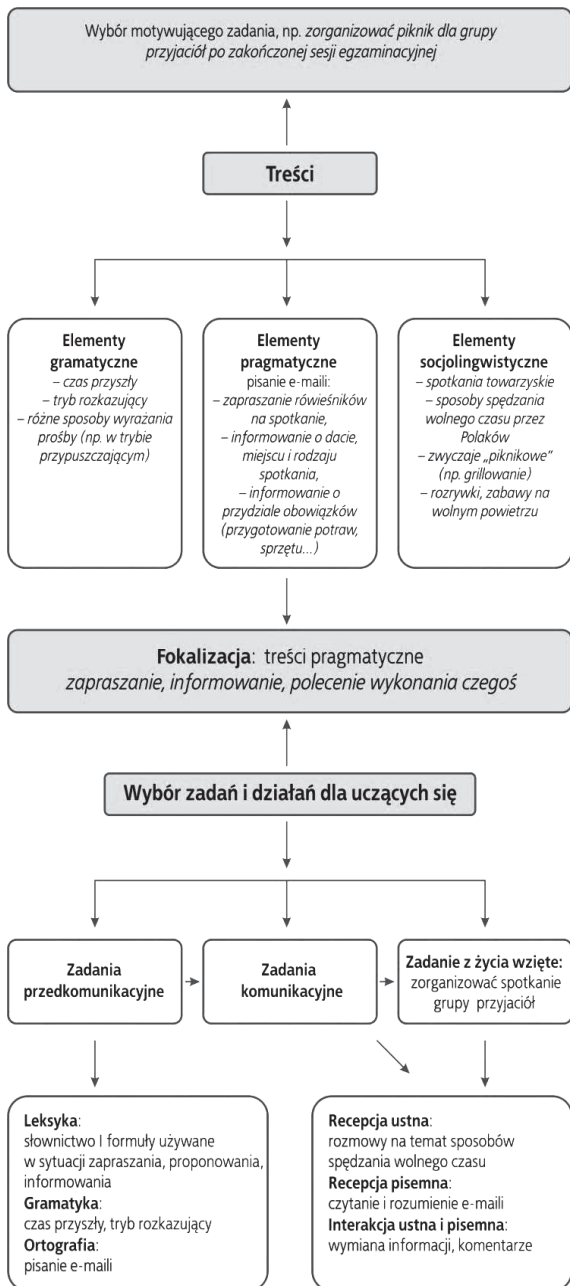 Wybór motywującego zadania, np. zorganizować piknik dla grupy
przyjaciół po zakończonej sesji egzaminacyjnej
Treści
Elementy
gramatyczne
– czas przyszły
– tryb rozkazujący
– różne sposoby wyrażania
prośby (np. w trybie
przypuszczającym)
Elementy
pragmatyczne
pisanie e-maili:
– zapraszanie rówieśników
na spotkanie,
– informowanie o dacie,
miejscu i rodzaju
spotkania,
– informowanie o
przydziale obowiązków
(przygotowanie potraw,
sprzętu...)
Elementy
socjolingwistyczne
– spotkania towarzyskie
– sposoby spędzania
wolnego czasu przez
Polaków
– zwyczaje „piknikowe”
(np. grillowanie)
– rozrywki, zabawy na
wolnym powietrzu
Fokalizacja: treści pragmatyczne
zapraszanie, informowanie, polecenie wykonania czegoś
Wybór zadań i działań dla uczących się
Zadania
przedkomunikacyjne
Zadania
komunikacyjne
Zadanie z życia wzięte:
zorganizować spotkanie
grupy przyjaciół
Leksyka:
słownictwo I formuły używane
w sytuacji zapraszania, proponowania,
informowania
Gramatyka:
czas przyszły, tryb rozkazujący
Ortografia:
pisanie e-maili
Recepcja ustna:
rozmowy na temat sposobów
spędzania wolnego czasu
Recepcja pisemna:
czytanie i rozumienie e-maili
Interakcja ustna i pisemna:
wymiana informacji, komentarze